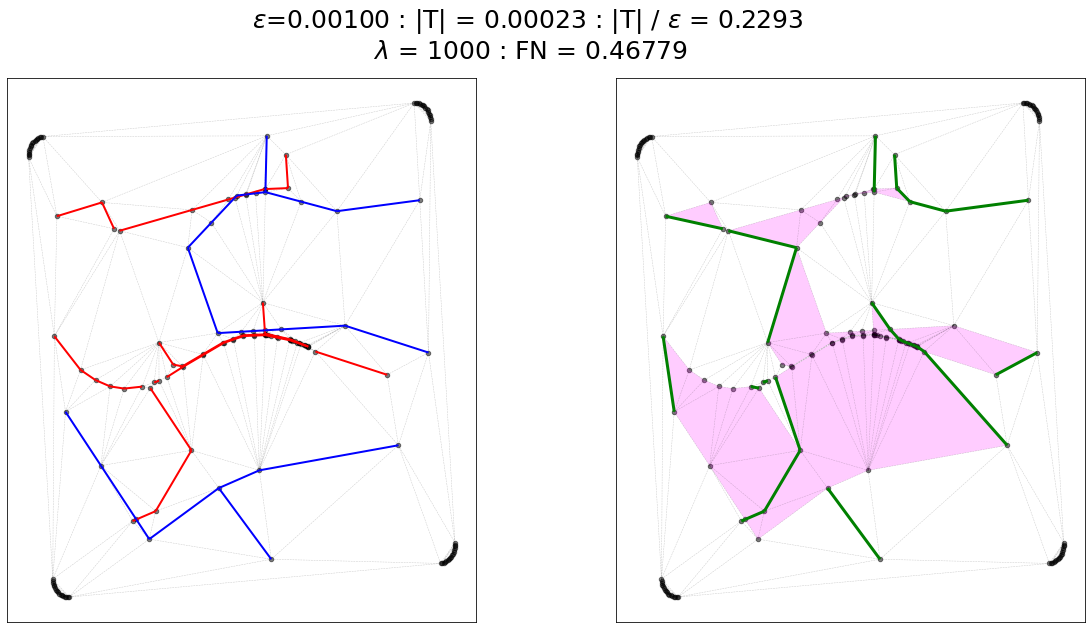 ε=0.00100 : |T| = 0.00023 : |T| / ε = 0.2293
λ = 1000 : FN = 0.46779